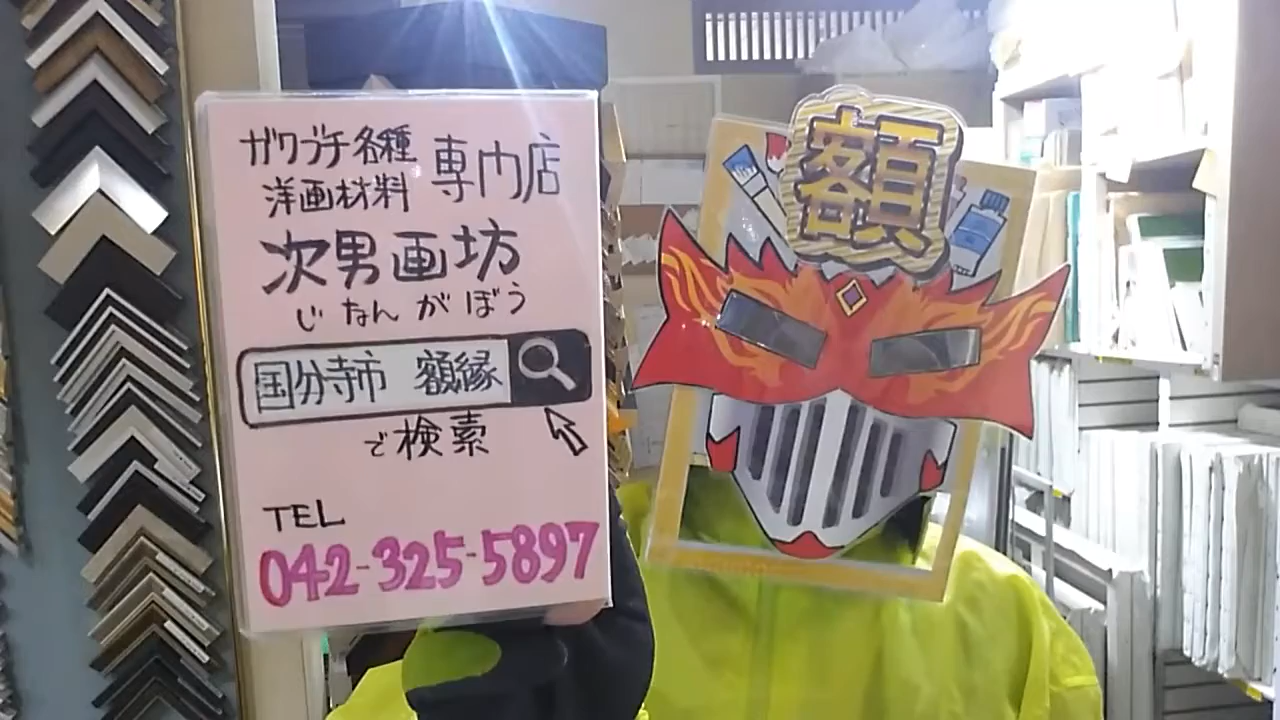 ガクブチ各種
洋画材料
専門店
次男画坊
じなんがぼう
国分寺市 額縁
で検索
TEL
042-325-5897
額